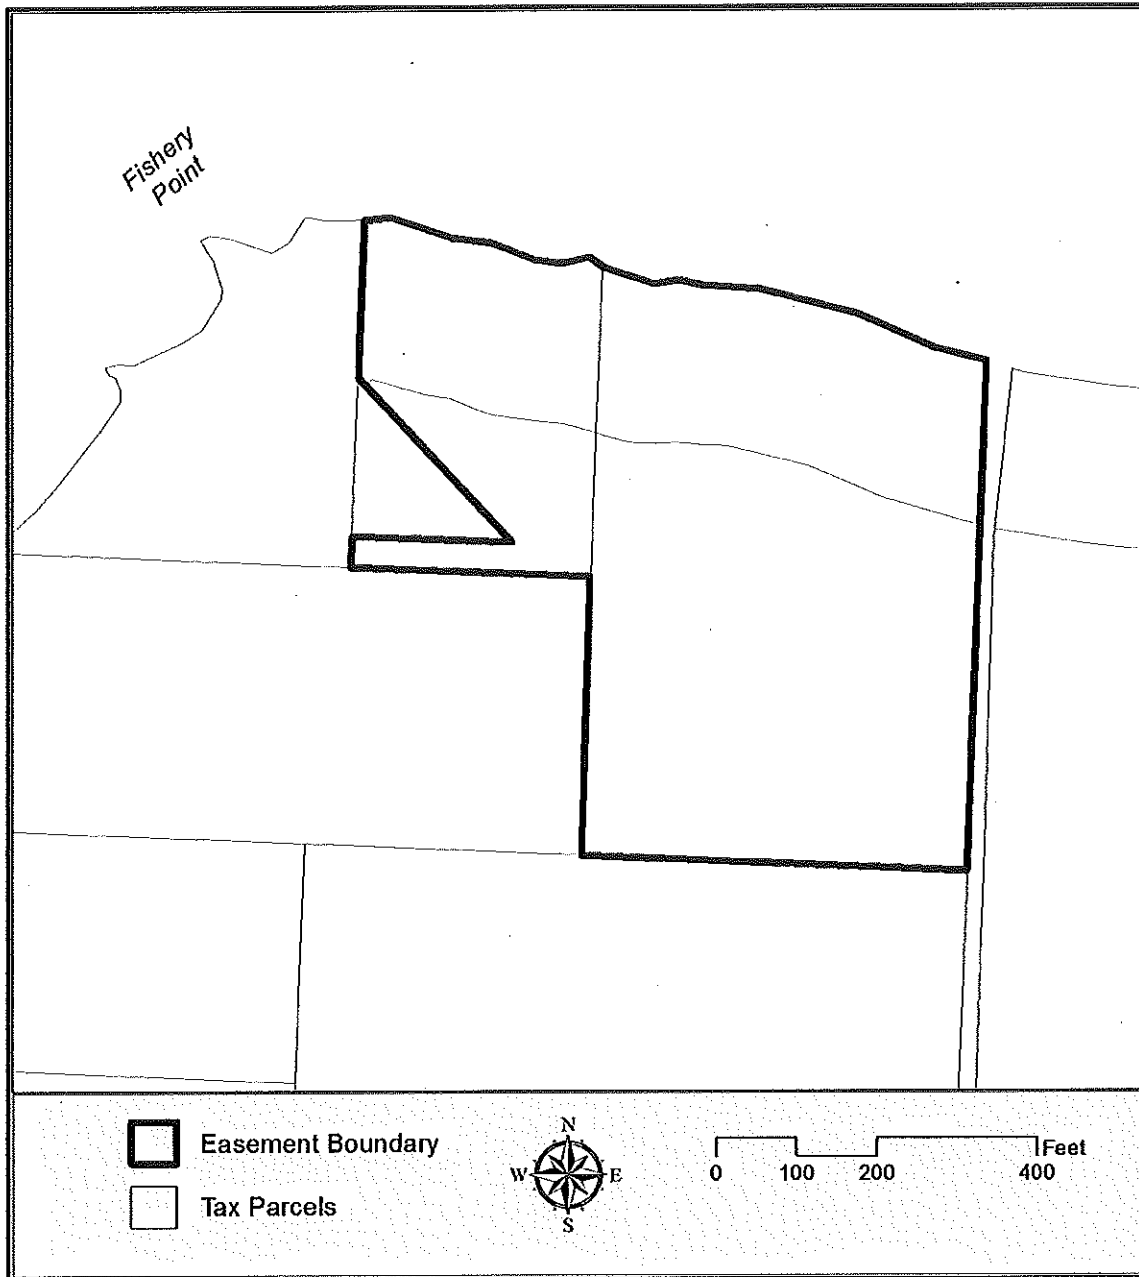 Fishery
Point
Easement Boundary
Tax Parcels
N
W E
S
Feet
0 100 200 400